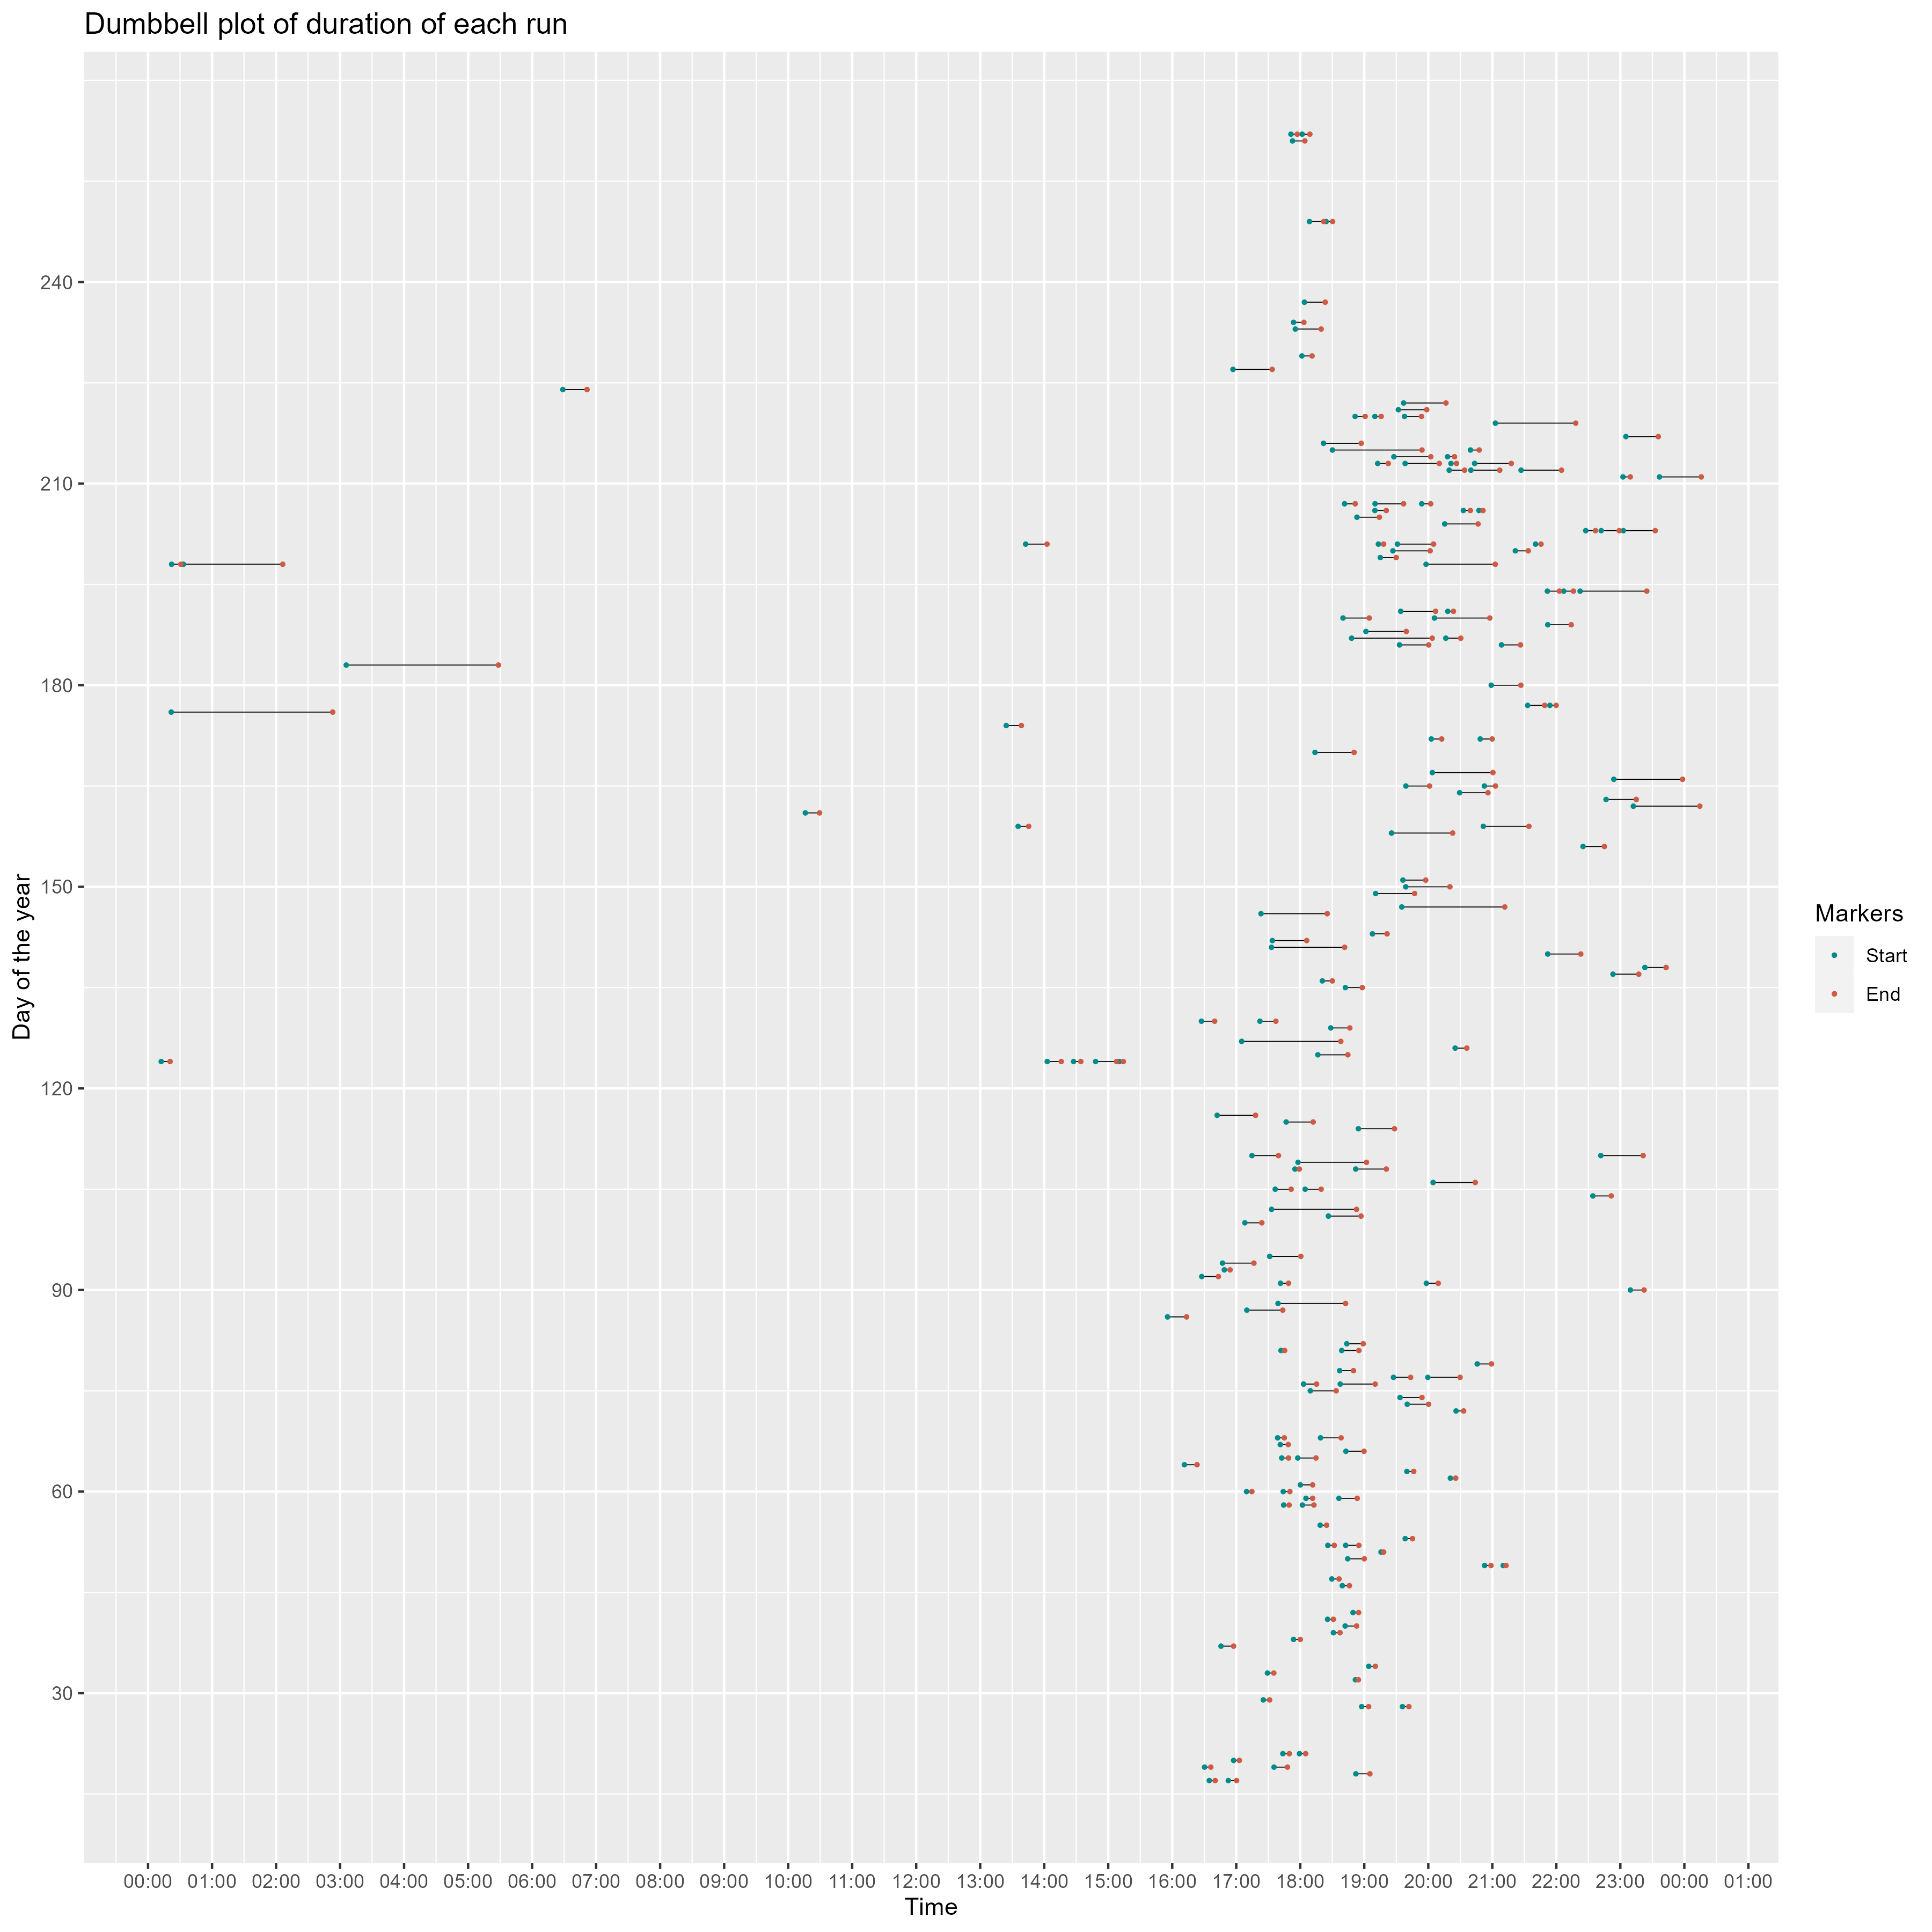 Dumbbell plot of duration of each run
240
210
180
150
120
90
60
30
Day of the year
00:00 01:00 02:00 03:00 04:00 05:00 06:00 07:00 08:00 09:00 10:00 11:00 12:00 13:00 14:00 15:00 16:00 17:00 18:00 19:00 20:00 21:00 22:00 23:00 00:00 01:00
Time
Markers
Start
End